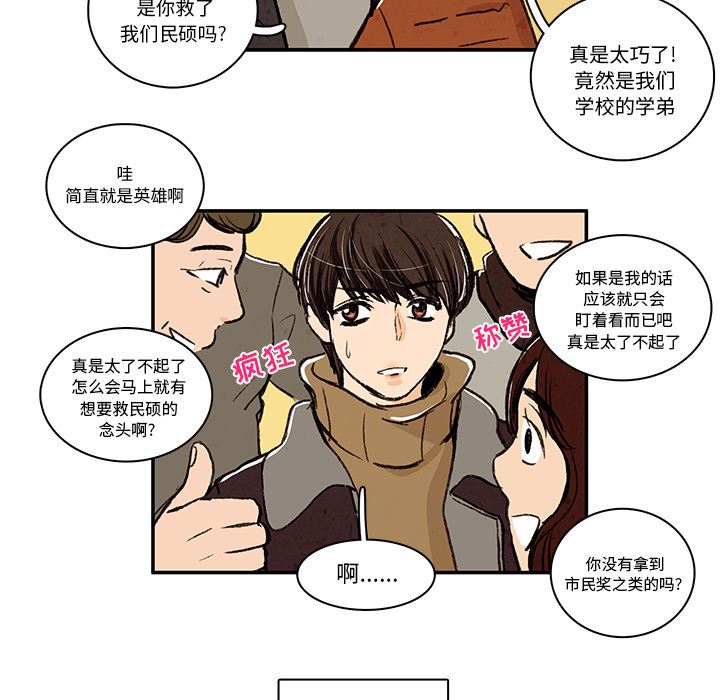 是你救了
我们民硕吗?
真是太巧了!
竟然是我们
学校的学弟
哇
简直就是英雄啊
如果是我的话
应该就只会
盯着看而已吧
真是太了不起了
疯狂
称赞
真是太了不起了
怎么会马上就有
想要救民硕的
念头啊?
啊......
你没有拿到
市民奖之类的吗?